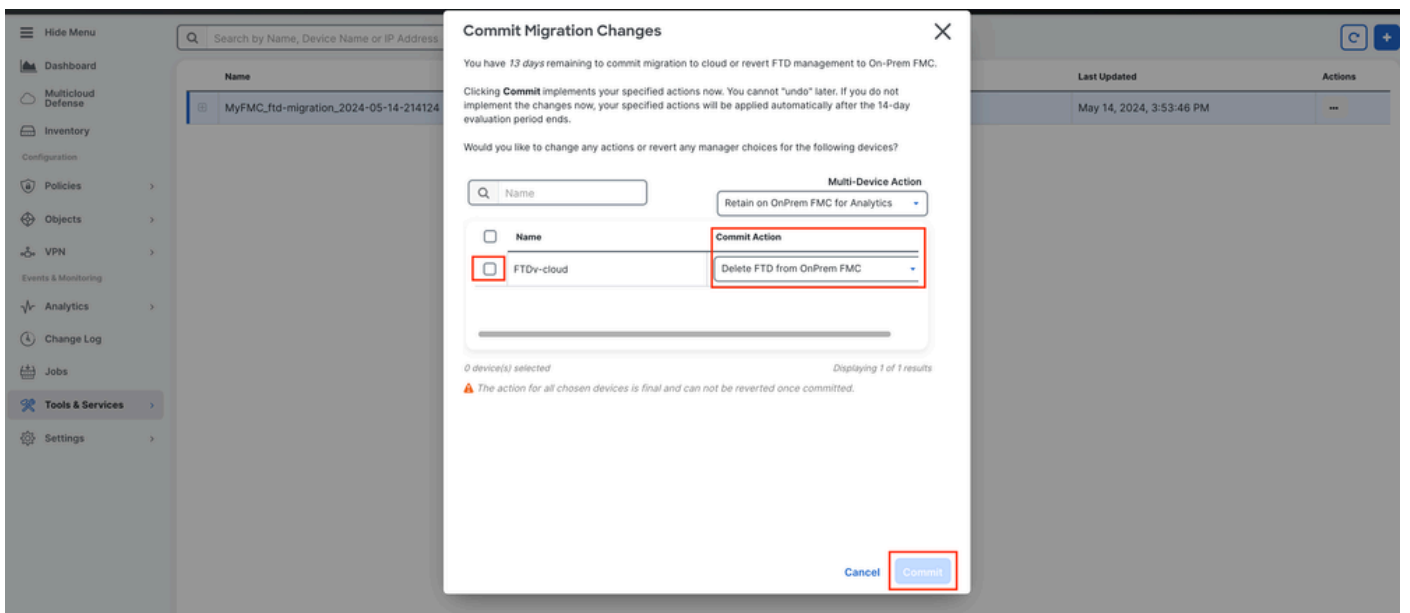 Hide Menu
Dashboard
Multicloud
Defense
Inventory
Configuration
Policies
Objects
VPN
Events & Monitoring
Analytics
Change Log
Jobs
Tools & Services
Settings
Search by Name, Device Name or IP Address
Name
Last Updated
Actions
MyFMC_ftd-migration_2024-05-14-214124
May 14, 2024, 3:53:46 PM
Commit Migration Changes
You have 13 days remaining to commit migration to cloud or revert FTD management to On-Prem FMC.
Clicking Commit implements your specified actions now. You cannot "undo" later. If you do not
implement the changes now, your specified actions will be applied automatically after the 14-day
evaluation period ends.
Would you like to change any actions or revert any manager choices for the following devices?
Name
Multi-Device Action
Retain on OnPrem FMC for Analytics
Name
Commit Action
FTDv-cloud
Delete FTD from OnPrem FMC
0 device(s) selected
Displaying 1 of 1 results
The action for all chosen devices is final and can not be reverted once committed.
Cancel
Commit